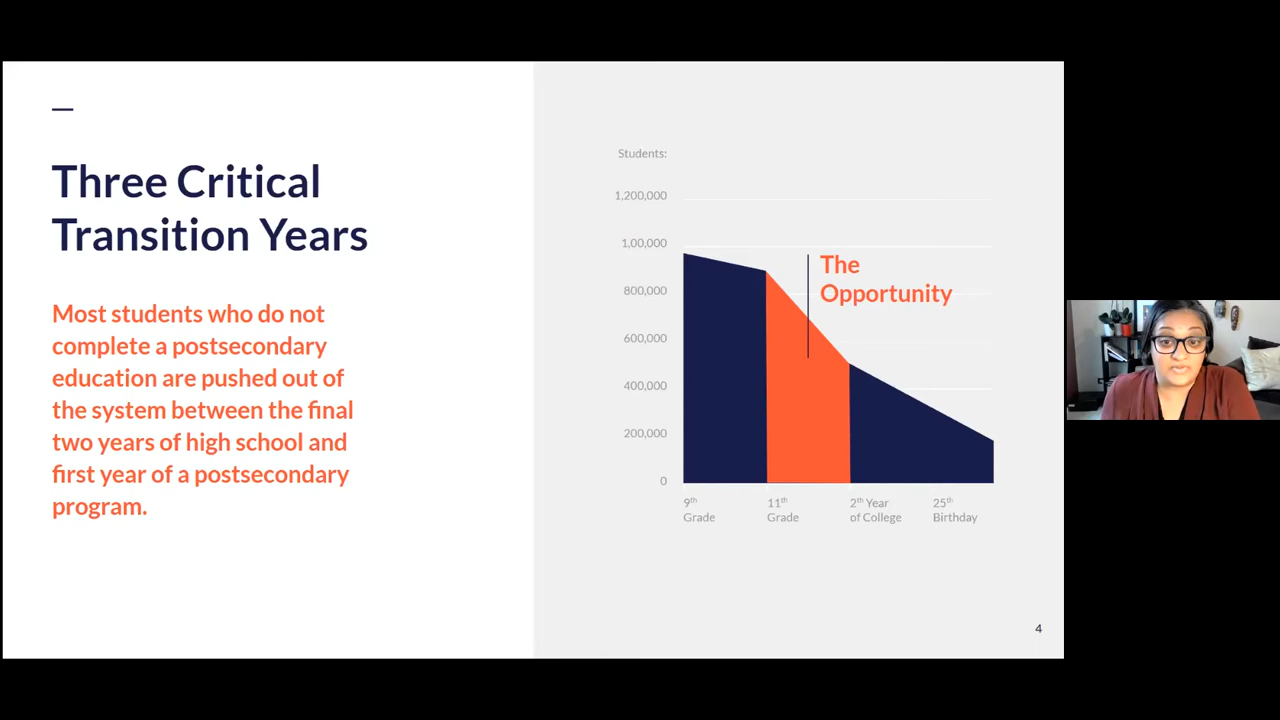 Three Critical
Transition Years
Most students who do not
complete a postsecondary
education are pushed out of
the system between the final
two years of high school and
first year of a postsecondary
program.
Students:
1,200,000
1,00,000
800,000
600,000
400,000
200,000
0
The
Opportunity
9th
Grade
11th
Grade
2th Year
of College
25th
Birthday
4